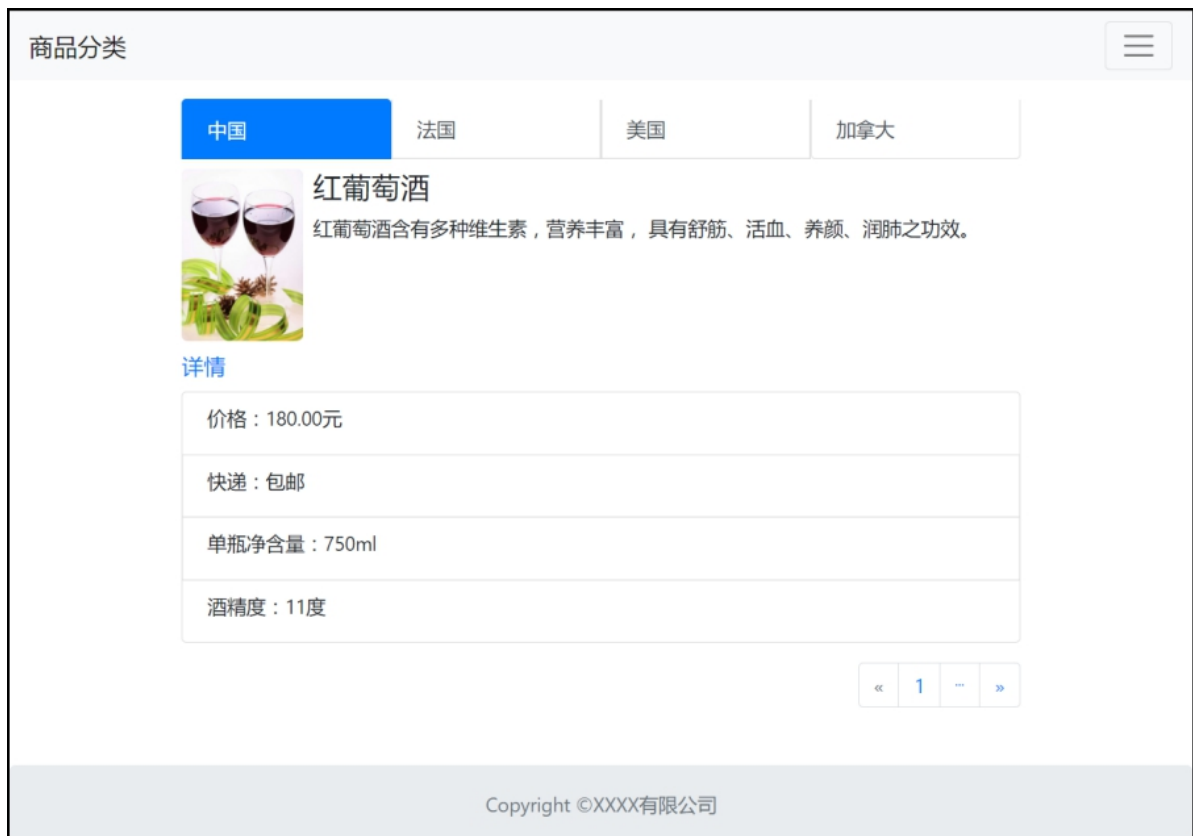 商品分类
中国 法国 美国 加拿大
红葡萄酒
红葡萄酒含有多种维生素，营养丰富， 具有舒筋、活血、养颜、润肺之功效。
详情
价格：180.00元
快递：包邮
单瓶净含量：750ml
酒精度：11度
« 1 ... »
Copyright ©XXXX有限公司